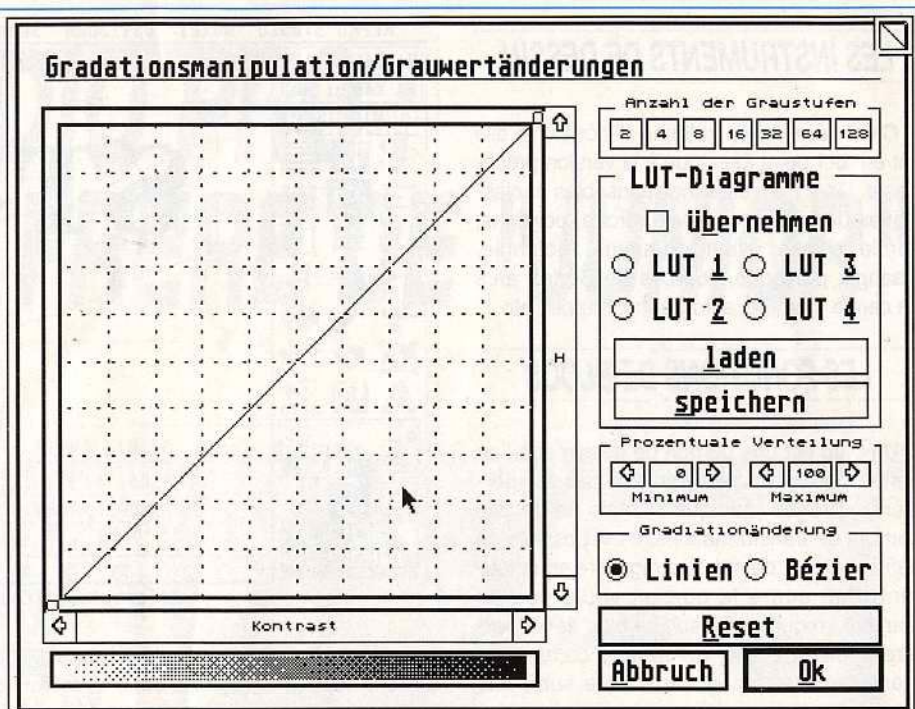 Gradationsmanipulation/Grauwertänderungen
Anzahl der Graustufen
2 4 8 16 32 64 128
LUT-Diagramme
übernehmen
LUT 1 LUT 3
LUT 2 LUT 4
laden
speichern
Prozentuale Verteilung
0 100
Minimum Maximum
Gradiationänderung
Linien Bézier
H
Kontrast
Reset
Abbruch Ok